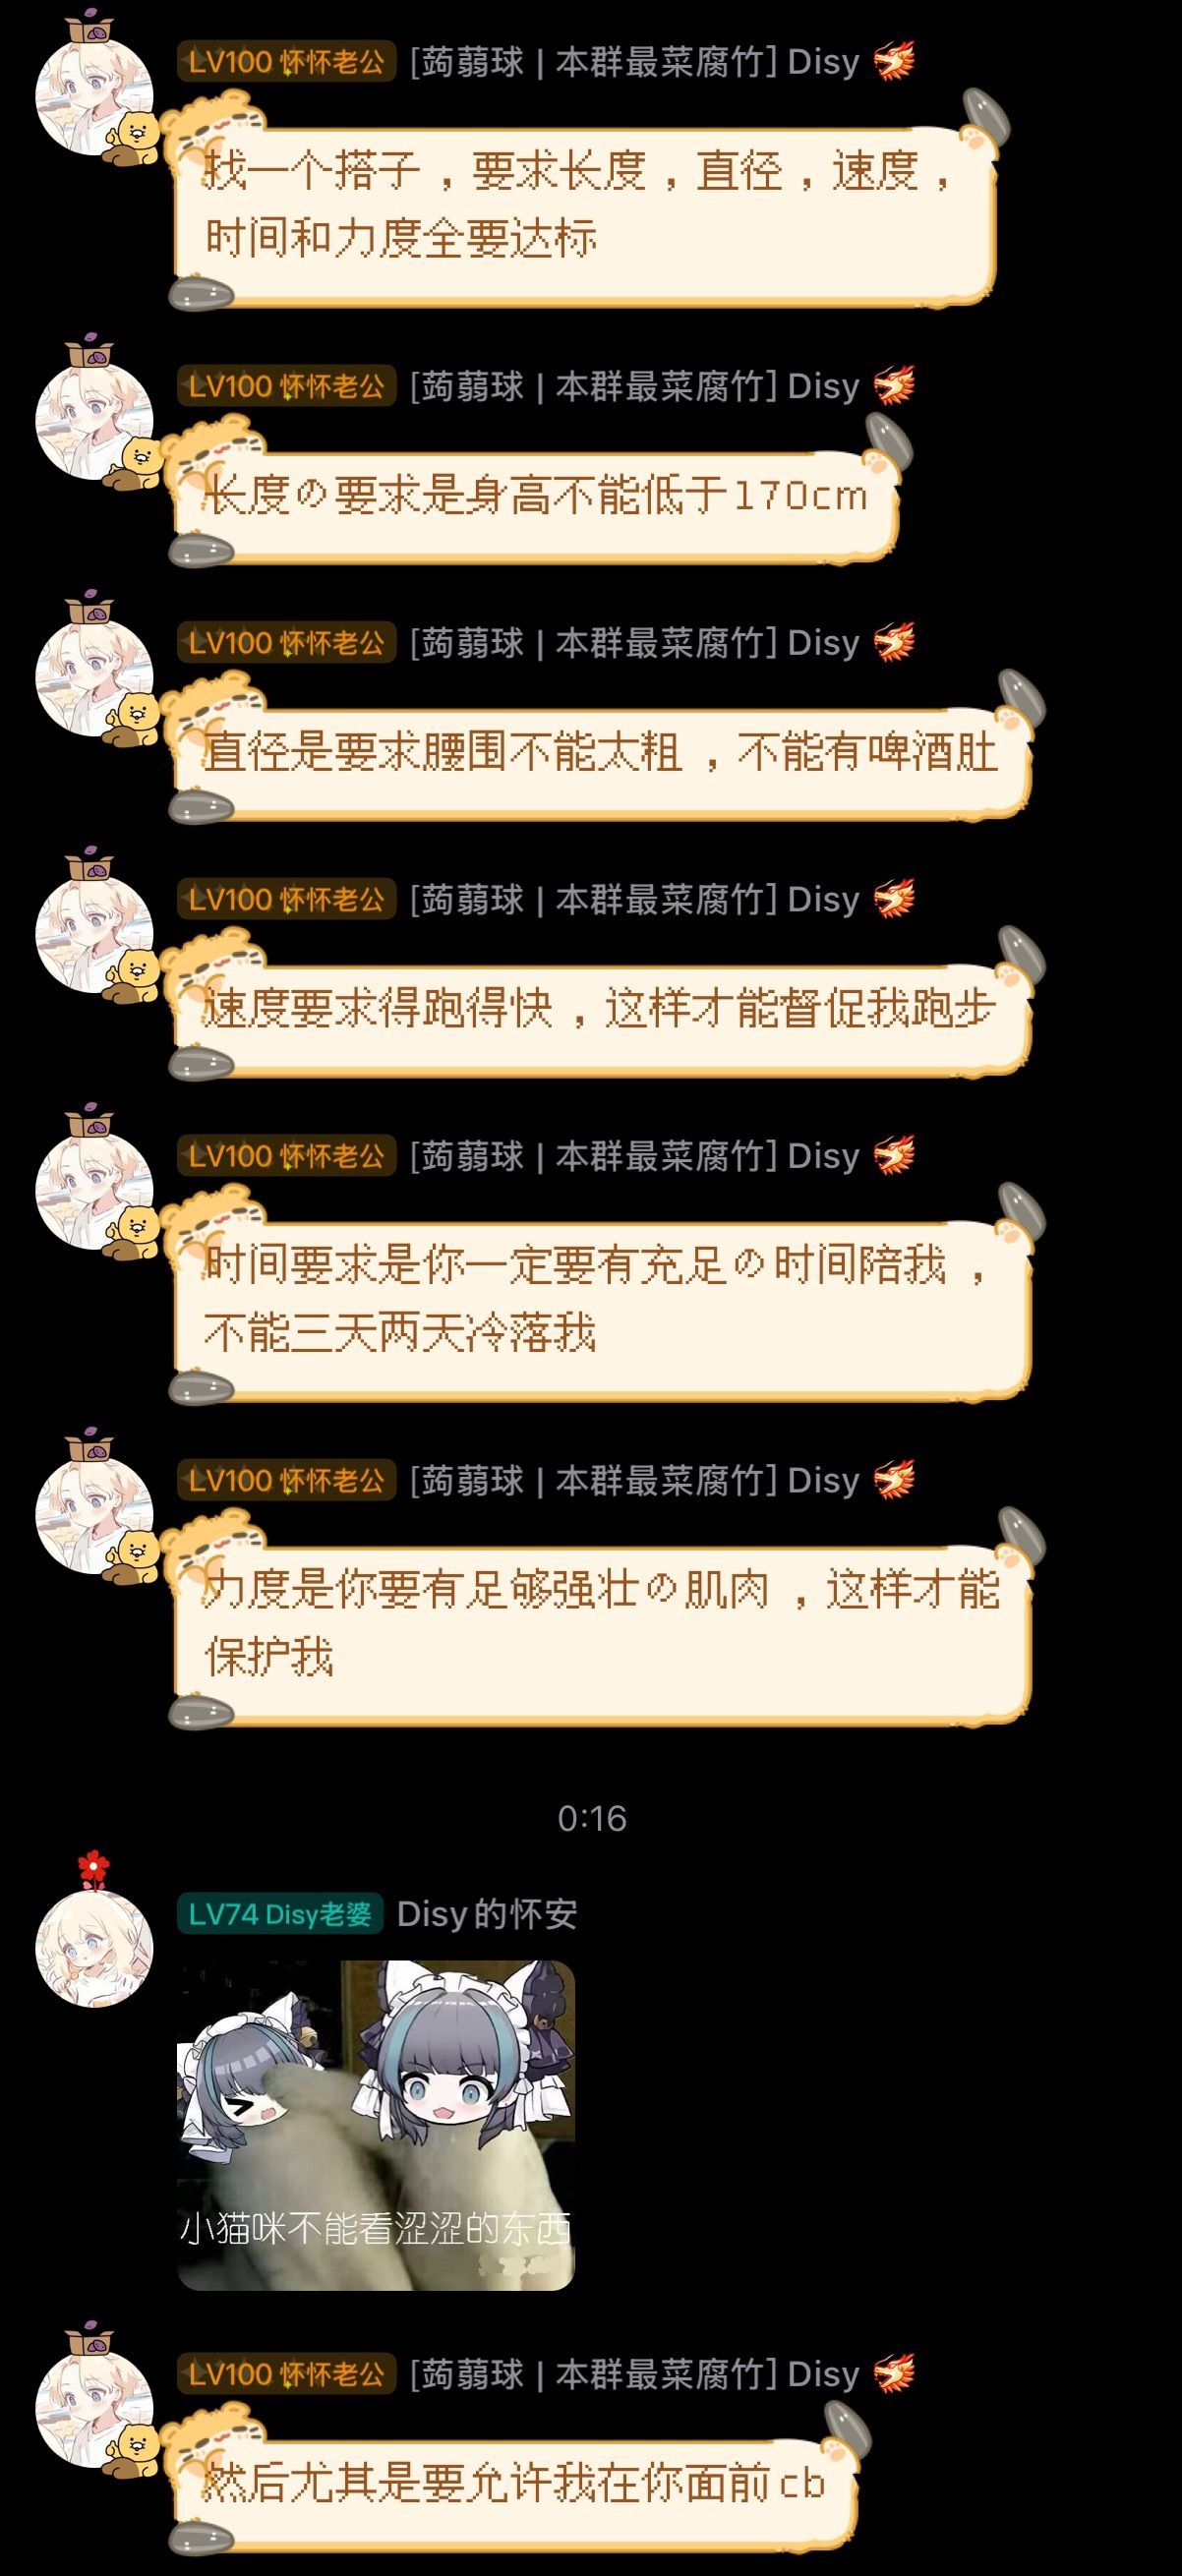 LV100 怀怀老公 [蒟蒻球 | 本群最菜腐竹] Disy
找一个搭子，要求长度，直径，速度，
时间和力度全要达标
LV100 怀怀老公 [蒟蒻球 | 本群最菜腐竹] Disy
长度の要求是身高不能低于170cm
LV100 怀怀老公 [蒟蒻球 | 本群最菜腐竹] Disy
直径是要求腰围不能太粗，不能有啤酒肚
LV100 怀怀老公 [蒟蒻球 | 本群最菜腐竹] Disy
速度要求得跑得快，这样才能督促我跑步
LV100 怀怀老公 [蒟蒻球 | 本群最菜腐竹] Disy
时间要求是你一定要有充足の时间陪我，
不能三天两天冷落我
LV100 怀怀老公 [蒟蒻球 | 本群最菜腐竹] Disy
力度是你要有足够强壮の肌肉，这样才能
保护我
0:16
LV74 Disy老婆 Disy的怀安
小猫咪不能看涩涩的东西
LV100 怀怀老公 [蒟蒻球 | 本群最菜腐竹] Disy
然后尤其是要允许我在你面前cb